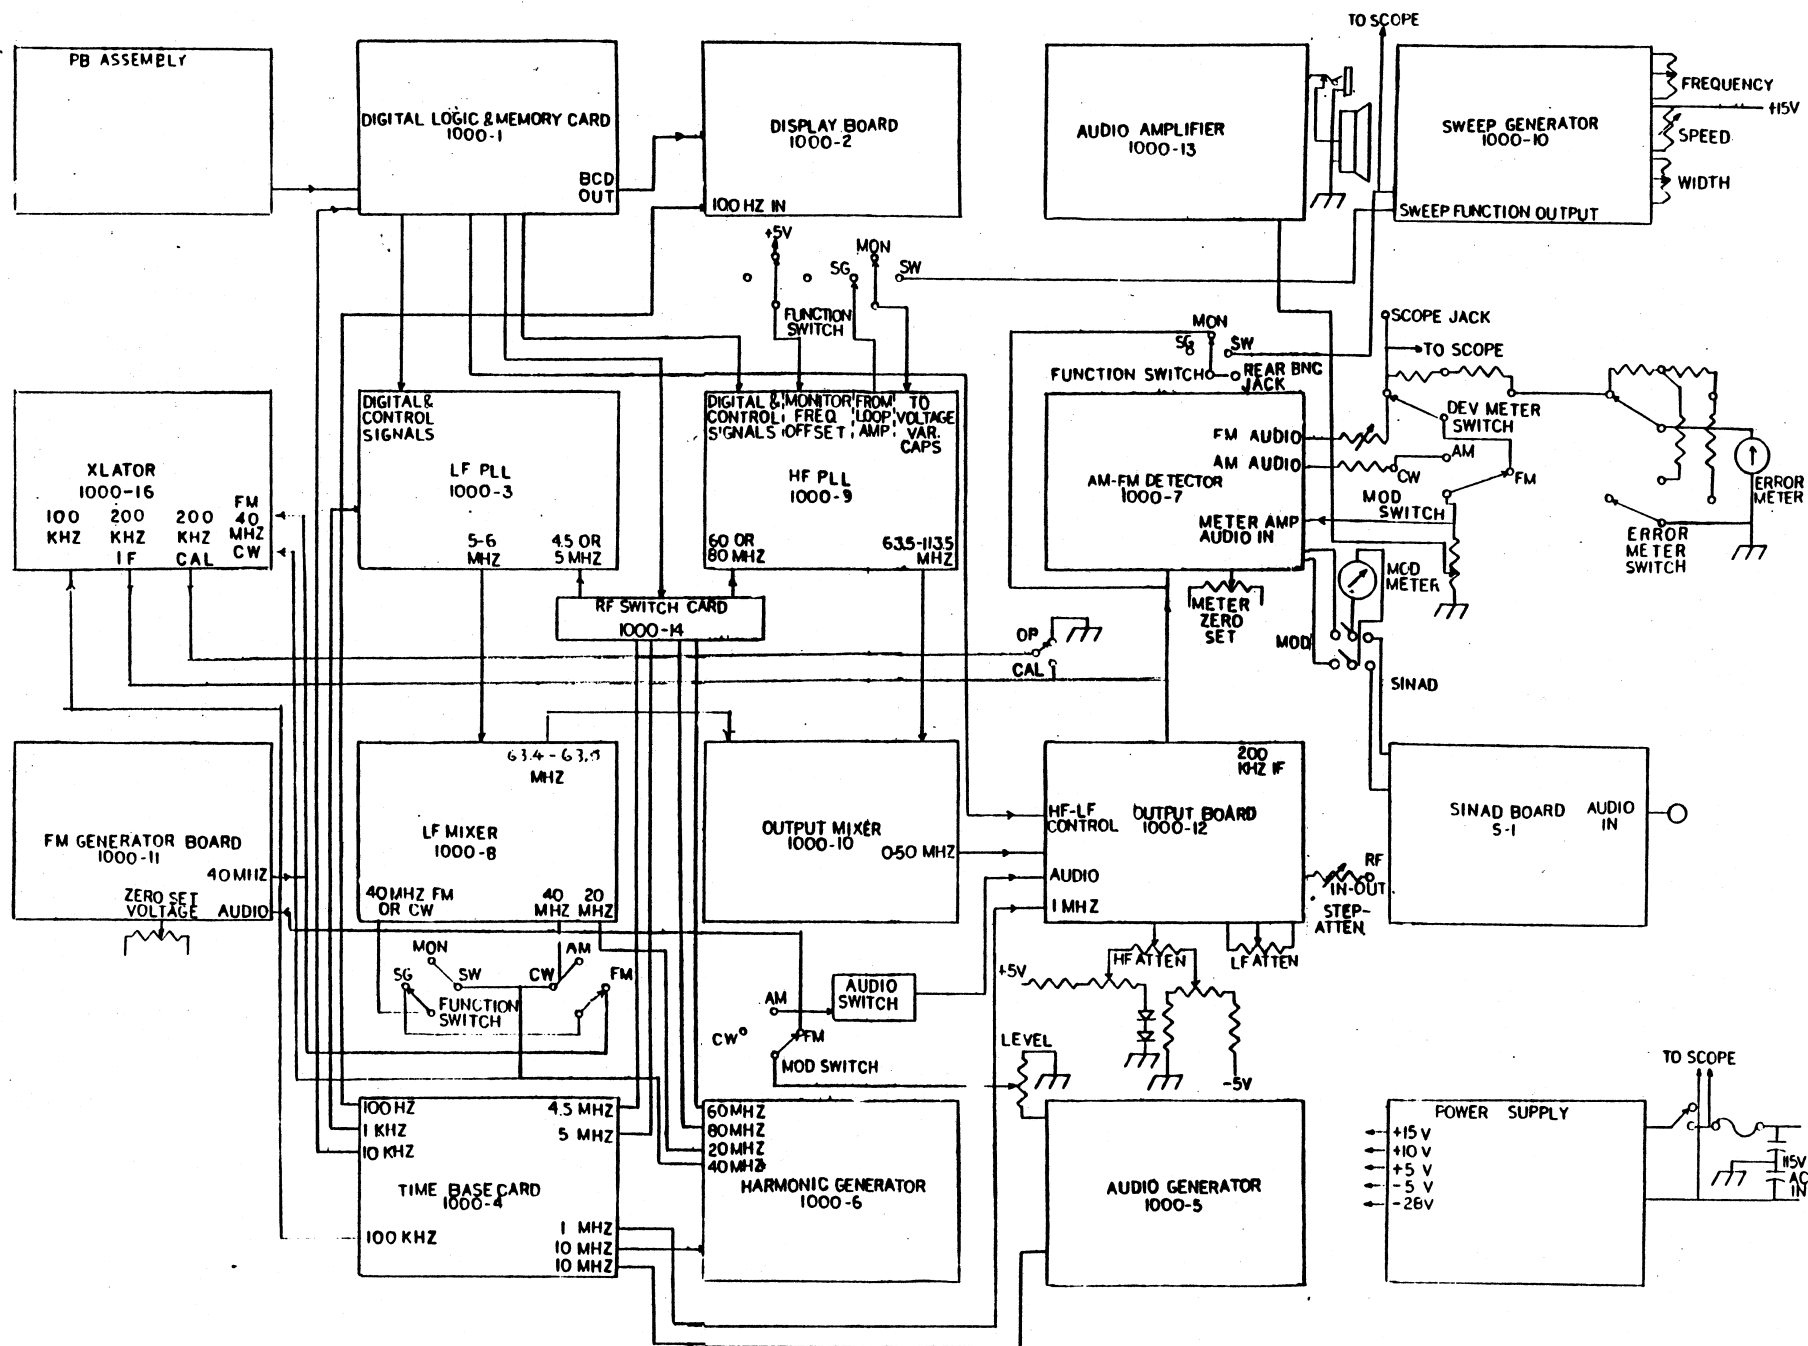 TO SCOPE
PB ASSEMBLY
DIGITAL LOGIC & MEMORY CARD
1000-1
BCD
OUT
DISPLAY BOARD
1000-2
100 HZ IN
AUDIO AMPLIFIER
1000-13
SWEEP GENERATOR
1000-10
SWEEP FUNCTION OUTPUT
FREQUENCY
+15V
SPEED
WIDTH
+5V
MON
SG
SW
FUNCTION
SWITCH
MON
SG
SW
FUNCTION SWITCH
REAR BNC
JACK
SCOPE JACK
TO SCOPE
XLATOR
1000-16
100
KHZ
200
KHZ
IF
200
KHZ
CAL
FM
40
MHZ
CW
DIGITAL &
CONTROL
SIGNALS
LF PLL
1000-3
5-6
MHZ
4.5 OR
5 MHZ
DIGITAL &
CONTROL
SIGNALS
MONITOR
FREQ
OFFSET
FROM
LOOP
AMP
TO
VOLTAGE
VAR.
CAPS
HF PLL
1000-9
60 OR
80 MHZ
63.5-113.5
MHZ
FM AUDIO
AM AUDIO
AM-FM DETECTOR
1000-7
METER AMP
AUDIO IN
DEV METER
SWITCH
AM
CW
FM
MOD
SWITCH
ERROR
METER
ERROR
METER
SWITCH
RF SWITCH CARD
1000-14
METER
ZERO
SET
MOD
METER
OP
CAL
MOD
SINAD
FM GENERATOR BOARD
1000-11
40 MHZ
ZERO SET
VOLTAGE
AUDIO
63.4 - 63.9
MHZ
LF MIXER
1000-8
40 MHZ FM
OR CW
40
MHZ
20
MHZ
OUTPUT MIXER
1000-10
0-50 MHZ
200
KHZ IF
HF-LF
CONTROL
OUTPUT BOARD
1000-12
AUDIO
1 MHZ
SINAD BOARD
S-1
AUDIO
IN
RF
IN-OUT
STEP-
ATTEN.
MON
SG
SW
FUNCTION
SWITCH
CW
AM
FM
AUDIO
SWITCH
AM
CW
FM
MOD SWITCH
HF ATTEN
LF ATTEN
+5V
-5V
LEVEL
100 HZ
1 KHZ
10 KHZ
4.5 MHZ
5 MHZ
TIME BASE CARD
1000-4
100 KHZ
1 MHZ
10 MHZ
10 MHZ
60 MHZ
80 MHZ
20 MHZ
40 MHZ
HARMONIC GENERATOR
1000-6
AUDIO GENERATOR
1000-5
TO SCOPE
POWER SUPPLY
+15 V
+10 V
+5 V
-5 V
-28V
115V
AC
IN